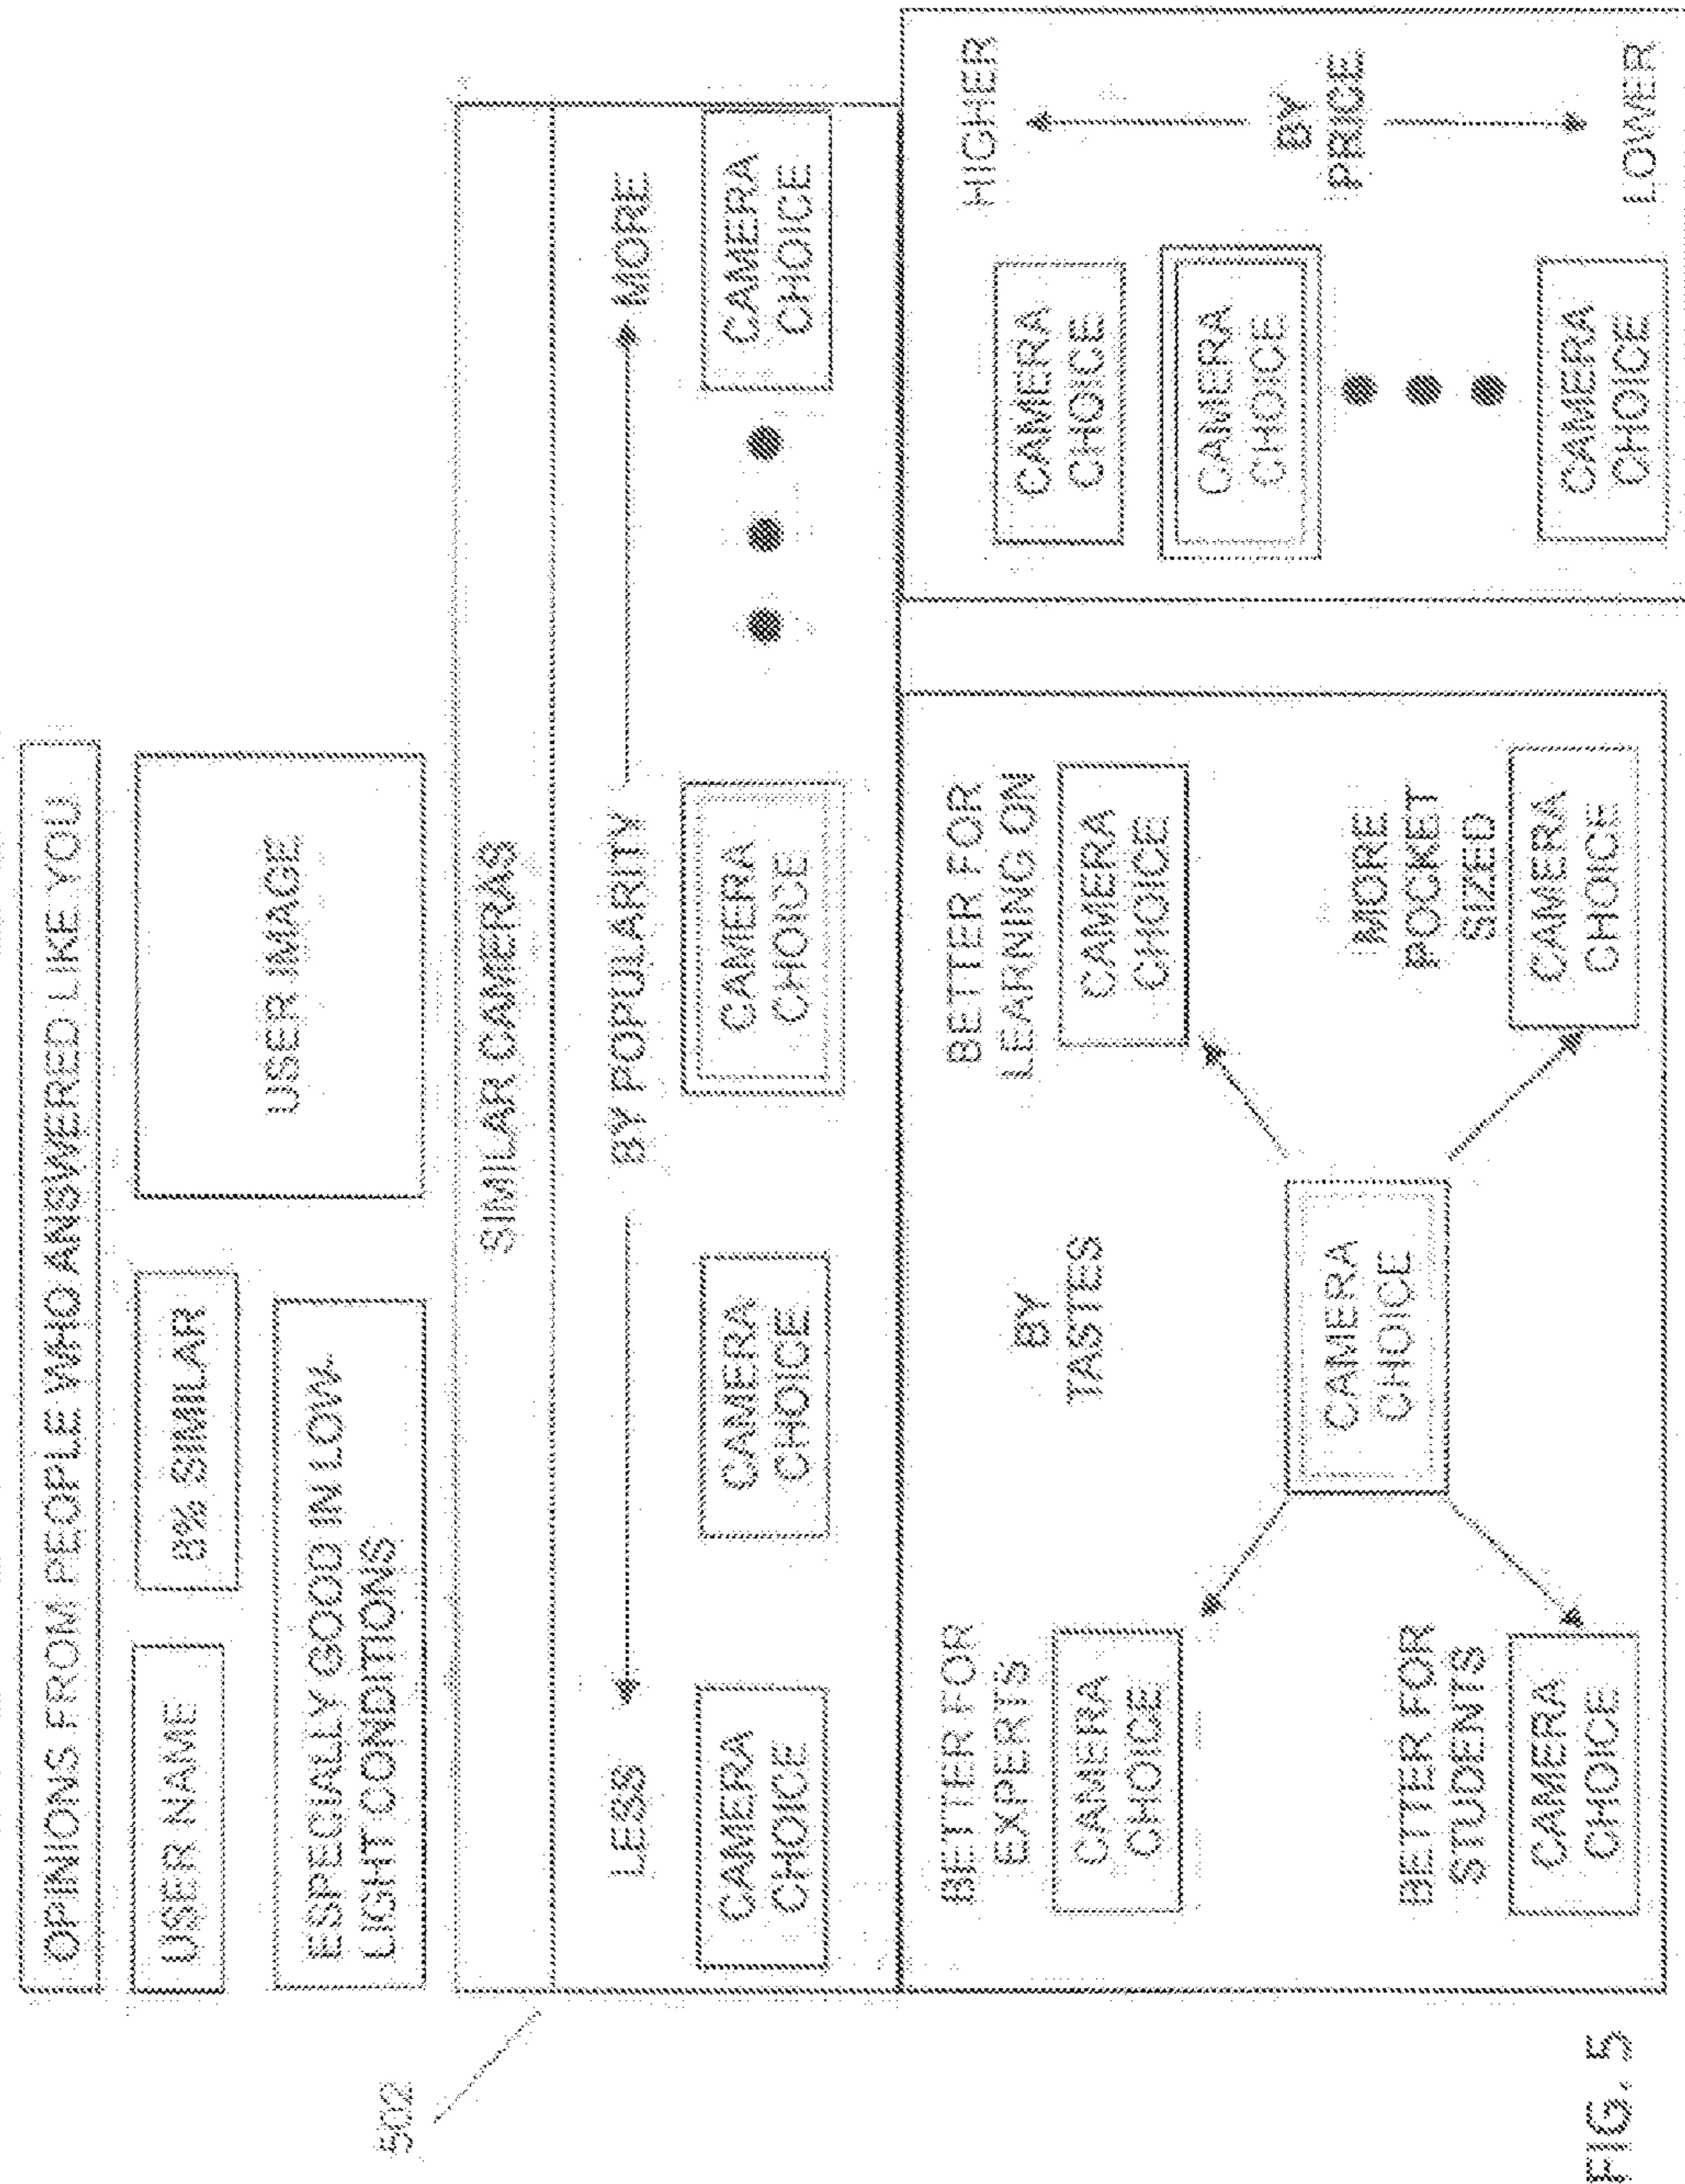 OPINIONS FROM PEOPLE WHO ANSWERED LIKE YOU
USER NAME
8% SIMILAR
USER IMAGE
ESPECIALLY GOOD IN LOW
LIGHT CONDITIONS
502
SIMILAR CAMERAS
LESS
BY POPULARITY
MORE
CAMERA
CHOICE
CAMERA
CHOICE
CAMERA
CHOICE
CAMERA
CHOICE
BETTER FOR
EXPERTS
CAMERA
CHOICE
BY
TASTES
BETTER FOR
LEARNING ON
CAMERA
CHOICE
CAMERA
CHOICE
BETTER FOR
STUDENTS
CAMERA
CHOICE
MORE
POCKET
SIZED
CAMERA
CHOICE
HIGHER
CAMERA
CHOICE
CAMERA
CHOICE
BY
PRICE
CAMERA
CHOICE
LOWER
FIG. 5